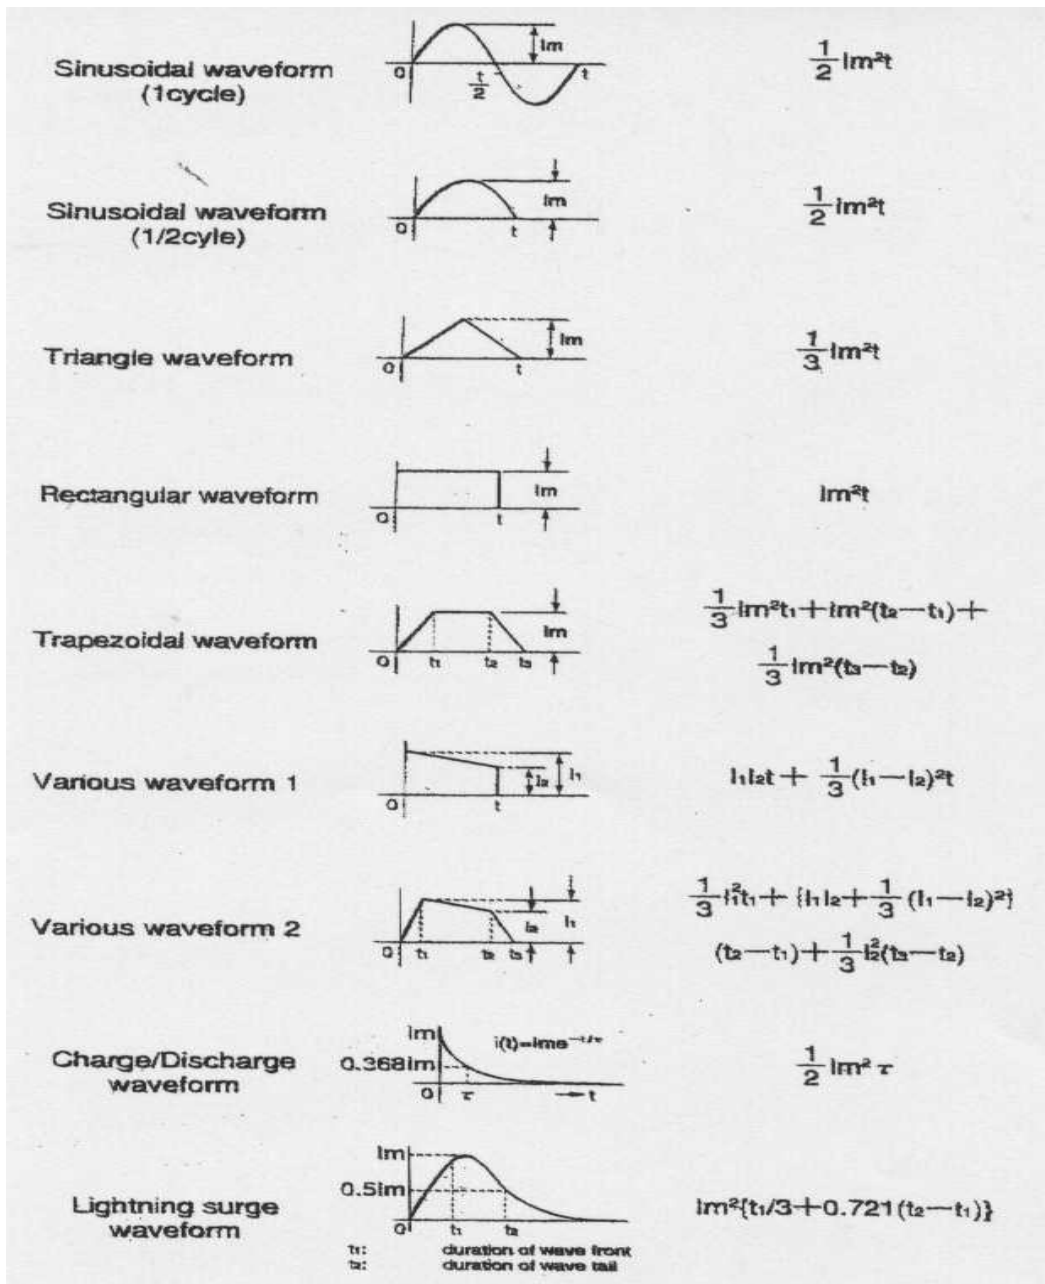 Sinusoidal waveform
(1cycle)
Im
0
t/2
t
1/2 Im²t
Sinusoidal waveform
(1/2cyle)
Im
0
t
1/2 Im²t
Triangle waveform
Im
0
t
1/3 Im²t
Rectangular waveform
Im
0
t
Im²t
Trapezoidal waveform
Im
0
t₁
t₂
t₃
1/3 Im²t₁+Im²(t₂—t₁)+
1/3 Im²(t₃—t₂)
Various waveform 1
I₂
I₁
0
t
I₁I₂t + 1/3 (I₁—I₂)²t
Various waveform 2
I₂
I₁
0
t₁
t₂
t₃
1/3 I₁²t₁+ {I₁I₂+ 1/3 (I₁—I₂)²}
(t₂—t₁)+ 1/3 I₂²(t₃—t₂)
Charge/Discharge
waveform
Im
i(t)=Ime⁻ᵗ/τ
0.368Im
0
τ
t
1/2 Im² τ
Lightning surge
waveform
Im
0.5Im
0
t₁
t₂
t₁: duration of wave front
t₂: duration of wave tail
Im²{t₁/3+0.721(t₂—t₁)}